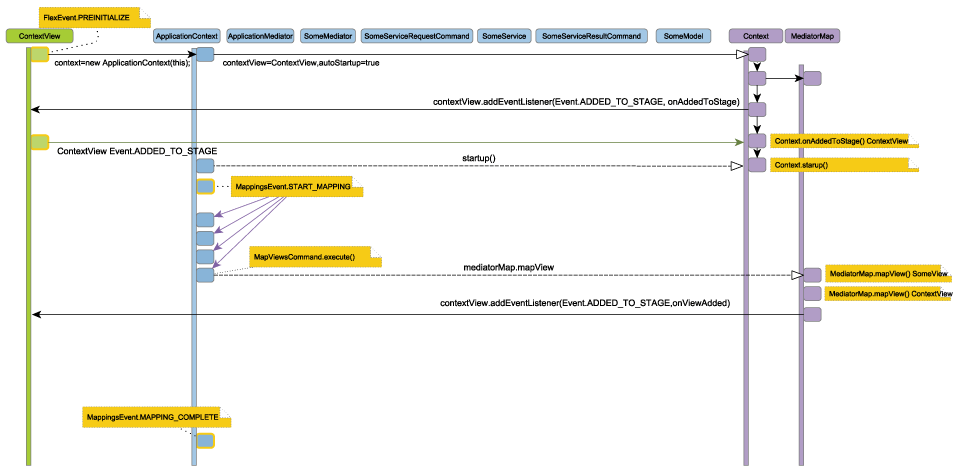 FlexEvent.PREINITIALIZE
ContextView
ApplicationContext
ApplicationMediator
SomeMediator
SomeServiceRequestCommand
SomeService
SomeServiceResultCommand
SomeModel
Context
MediatorMap
context=new ApplicationContext(this);
contextView=ContextView,autoStartup=true
contextView.addEventListener(Event.ADDED_TO_STAGE, onAddedToStage)
Context.onAddedToStage() ContextView
ContextView Event.ADDED_TO_STAGE
startup()
Context.starup()
MappingsEvent.START_MAPPING
MapViewsCommand.execute()
mediatorMap.mapView
MediatorMap.mapView() SomeView
MediatorMap.mapView() ContextView
contextView.addEventListener(Event.ADDED_TO_STAGE,onViewAdded)
MappingsEvent.MAPPING_COMPLETE